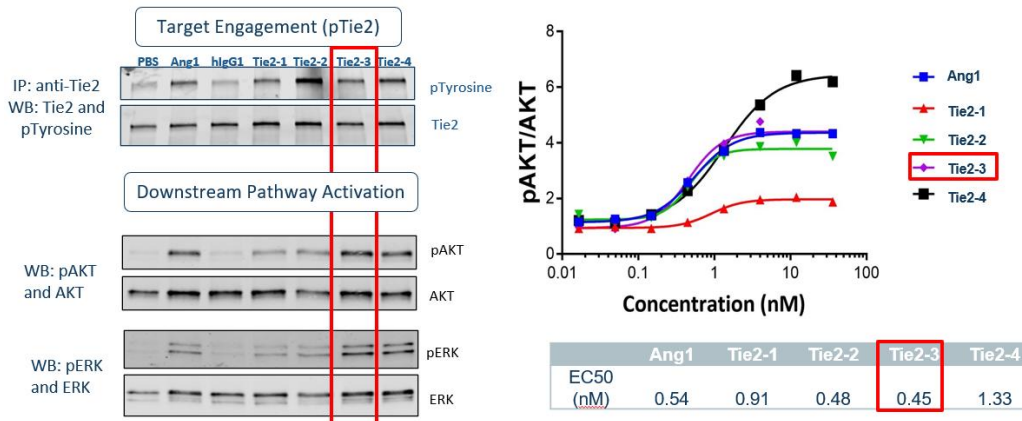 Target Engagement (pTie2)
PBS Ang1 hIgG1 Tie2-1 Tie2-2 Tie2-3 Tie2-4
IP: anti-Tie2
WB: Tie2 and
pTyrosine
pTyrosine
Tie2
Downstream Pathway Activation
WB: pAKT
and AKT
pAKT
AKT
WB: pERK
and ERK
pERK
ERK
pAKT/AKT
8
6
4
2
0
0.01 0.1 1 10 100
Concentration (nM)
Ang1
Tie2-1
Tie2-2
Tie2-3
Tie2-4
Ang1 Tie2-1 Tie2-2 Tie2-3 Tie2-4
EC50
(nM) 0.54 0.91 0.48 0.45 1.33